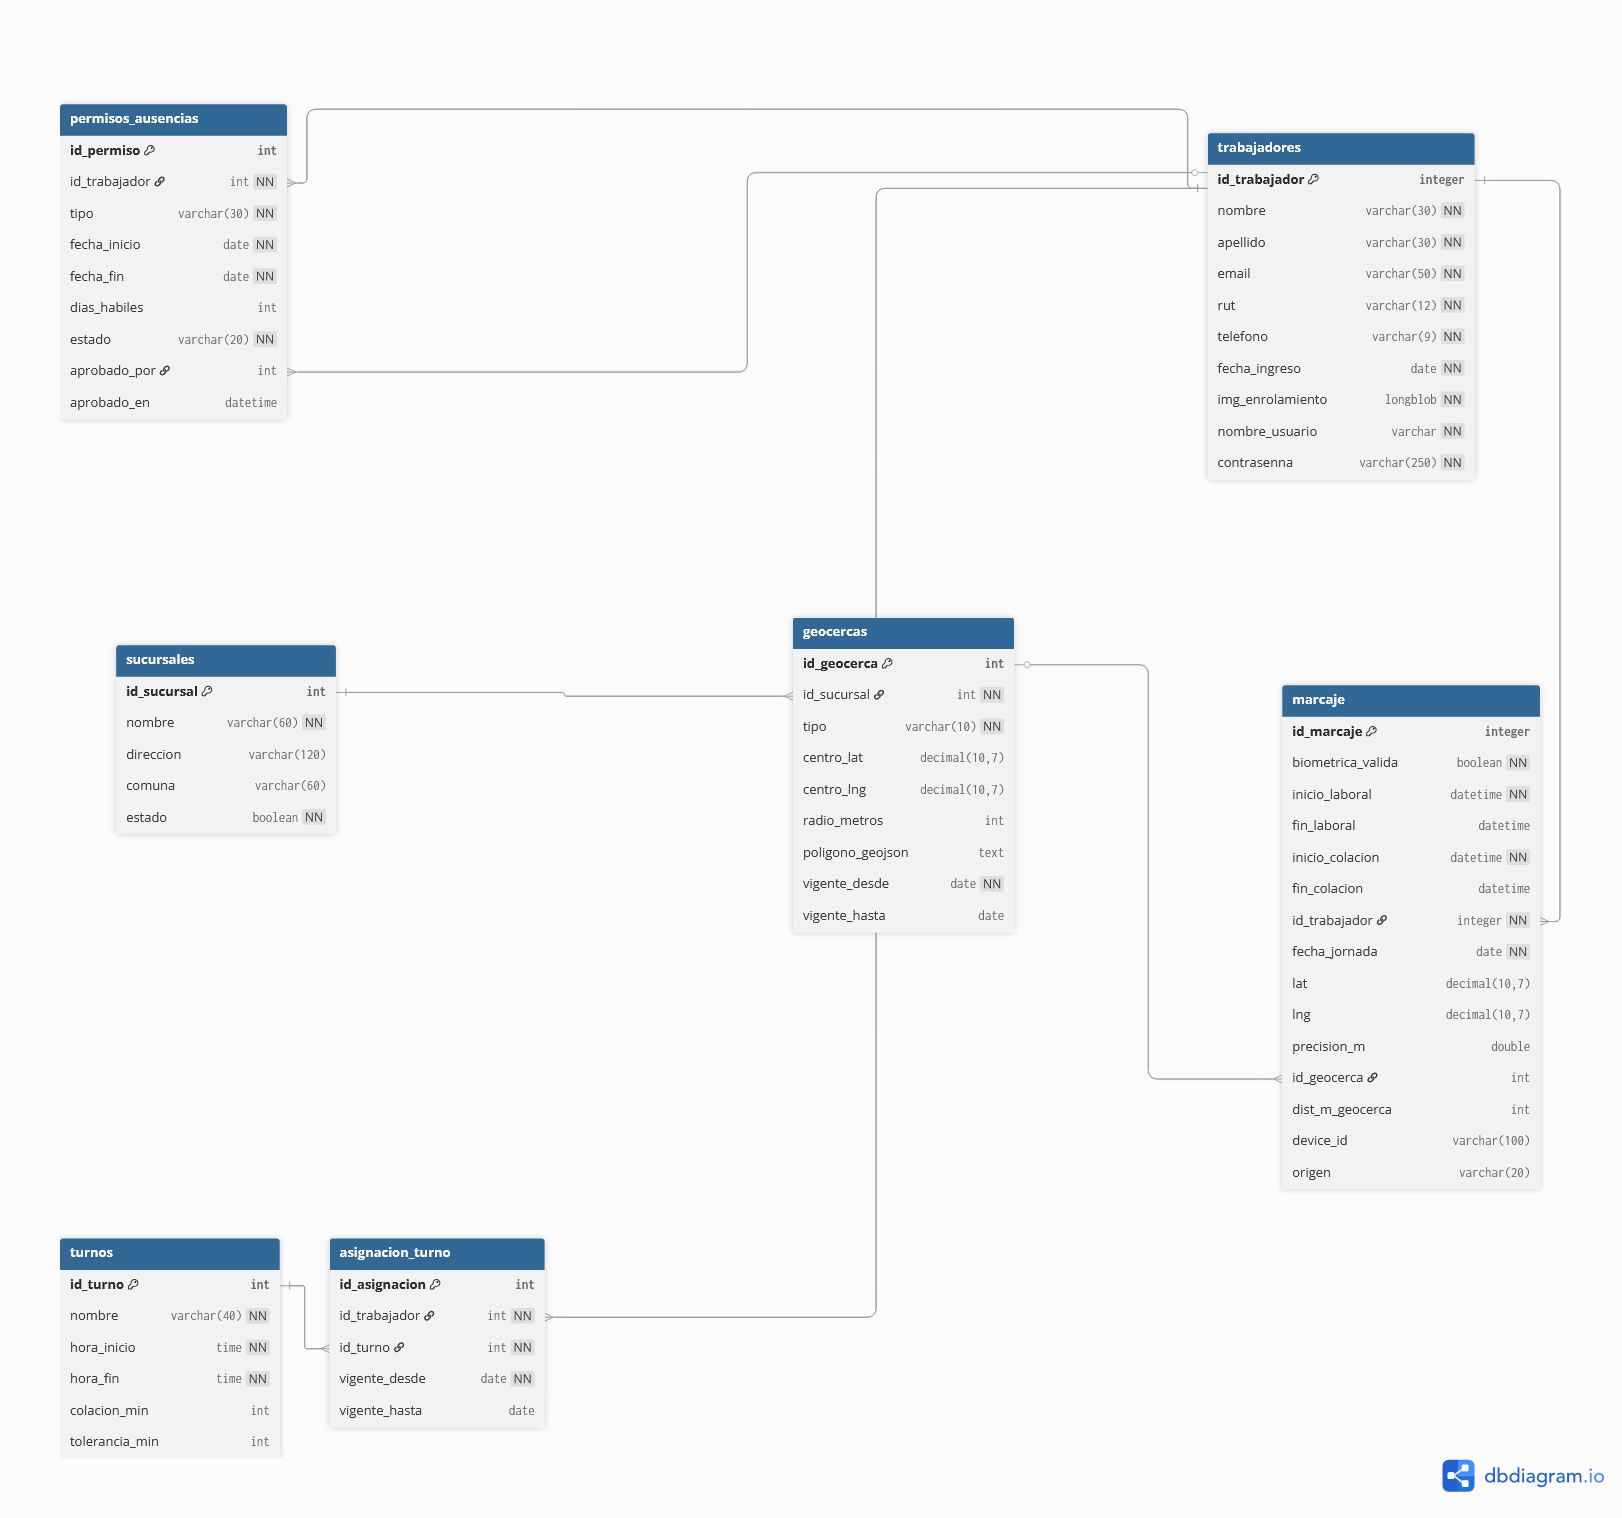 permisos_ausencias
id_permiso int
id_trabajador int NN
tipo varchar(30) NN
fecha_inicio date NN
fecha_fin date NN
dias_habiles int
estado varchar(20) NN
aprobado_por int
aprobado_en datetime
trabajadores
id_trabajador integer
nombre varchar(30) NN
apellido varchar(30) NN
email varchar(50) NN
rut varchar(12) NN
telefono varchar(9) NN
fecha_ingreso date NN
img_enrolamiento longblob NN
nombre_usuario varchar NN
contrasenna varchar(250) NN
sucursales
id_sucursal int
nombre varchar(60) NN
direccion varchar(120)
comuna varchar(60)
estado boolean NN
geocercas
id_geocerca int
id_sucursal int NN
tipo varchar(10) NN
centro_lat decimal(10,7)
centro_lng decimal(10,7)
radio_metros int
poligono_geojson text
vigente_desde date NN
vigente_hasta date
marcaje
id_marcaje integer
biometrica_valida boolean NN
inicio_laboral datetime NN
fin_laboral datetime
inicio_colacion datetime NN
fin_colacion datetime
id_trabajador integer NN
fecha_jornada date NN
lat decimal(10,7)
lng decimal(10,7)
precision_m double
id_geocerca int
dist_m_geocerca int
device_id varchar(100)
origen varchar(20)
turnos
id_turno int
nombre varchar(40) NN
hora_inicio time NN
hora_fin time NN
colacion_min int
tolerancia_min int
asignacion_turno
id_asignacion int
id_trabajador int NN
id_turno int NN
vigente_desde date NN
vigente_hasta date
dbdiagram.io